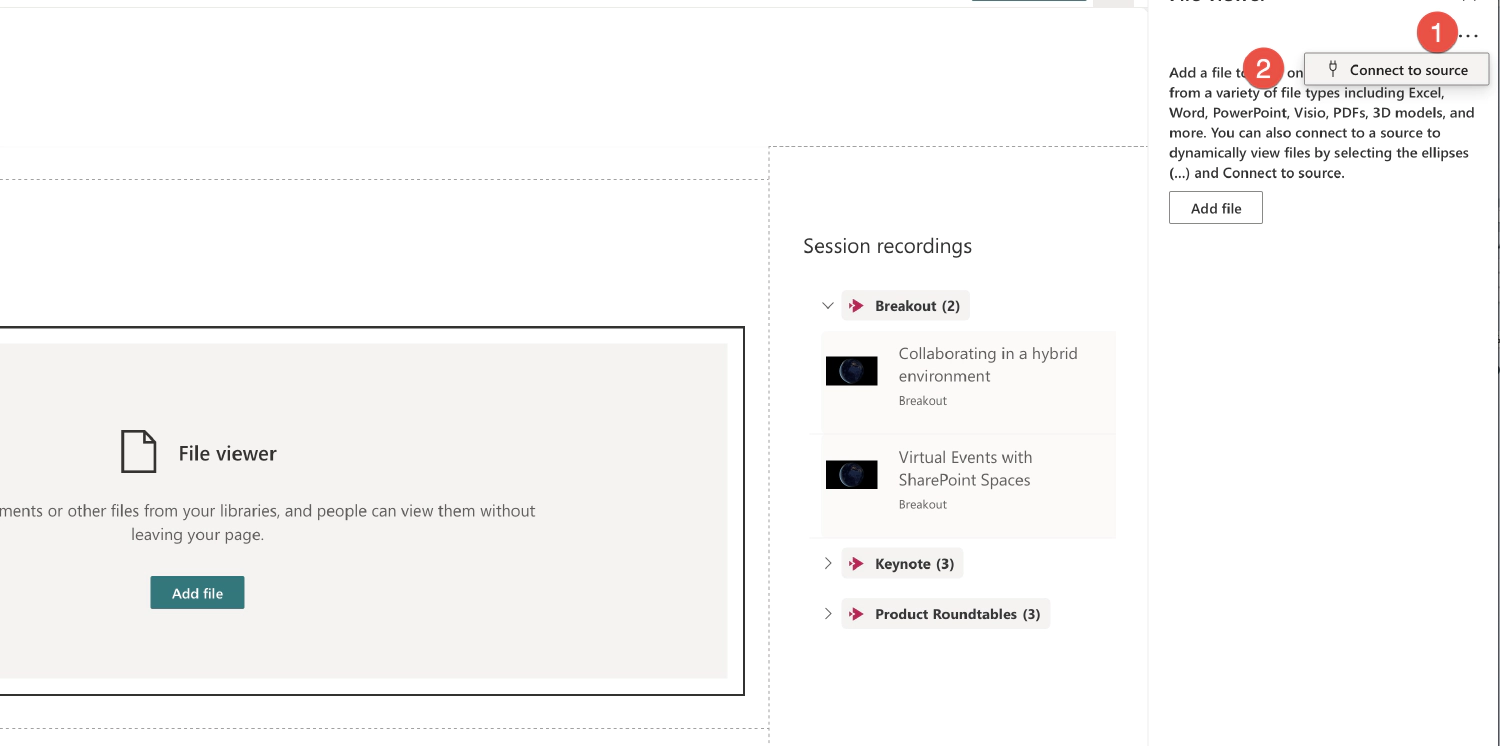 File viewer
1
...
2
Connect to source
Add a file to on
from a variety of file types including Excel,
Word, PowerPoint, Visio, PDFs, 3D models, and
more. You can also connect to a source to
dynamically view files by selecting the ellipses
(...) and Connect to source.
Add file
Session recordings
Breakout (2)
Collaborating in a hybrid
environment
Breakout
Virtual Events with
SharePoint Spaces
Breakout
Keynote (3)
Product Roundtables (3)
File viewer
ments or other files from your libraries, and people can view them without
leaving your page.
Add file